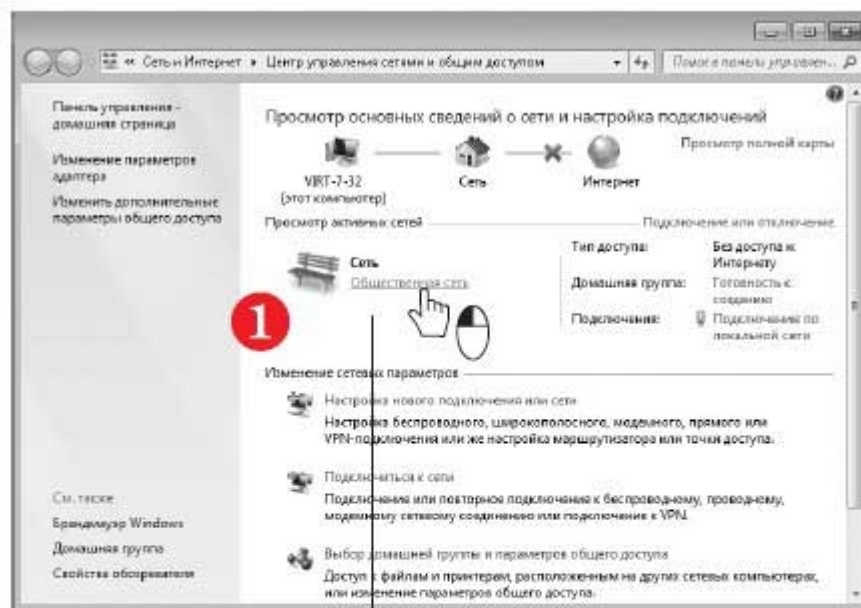 « Сеть и Интернет ▸ Центр управления сетями и общим доступом
Поиск в панели управлен...
Панель управления -
домашняя страница
Изменение параметров
адаптера
Изменить дополнительные
параметры общего доступа
Просмотр основных сведений о сети и настройка подключений
Просмотр полной карты
VIRT-7-32
(этот компьютер)
Сеть
Интернет
Просмотр активных сетей
Подключение или отключение
Сеть
Общественная сеть
Тип доступа:
Без доступа к
Интернету
Домашняя группа:
Готовность к
созданию
Подключения:
Подключение по
локальной сети
1
Изменение сетевых параметров
Настройка нового подключения или сети
Настройка беспроводного, широкополосного, модемного, прямого или
VPN-подключения или же настройка маршрутизатора или точки доступа.
Подключиться к сети
Подключение или повторное подключение к беспроводному, проводному,
модемному сетевому соединению или подключение к VPN.
Выбор домашней группы и параметров общего доступа
Доступ к файлам и принтерам, расположенным на других сетевых компьютерах,
или изменение параметров общего доступа.
См. также
Брандмауэр Windows
Домашняя группа
Свойства обозревателя